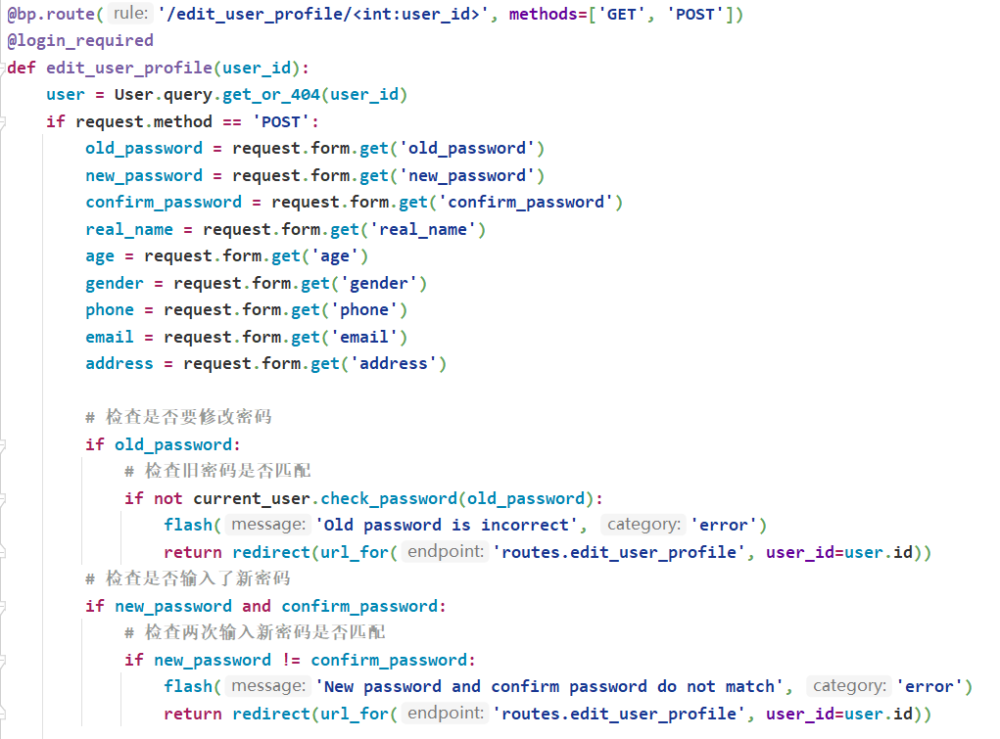 @bp.route( rule: '/edit_user_profile/<int:user_id>', methods=['GET', 'POST'])
@login_required
def edit_user_profile(user_id):
    user = User.query.get_or_404(user_id)
    if request.method == 'POST':
        old_password = request.form.get('old_password')
        new_password = request.form.get('new_password')
        confirm_password = request.form.get('confirm_password')
        real_name = request.form.get('real_name')
        age = request.form.get('age')
        gender = request.form.get('gender')
        phone = request.form.get('phone')
        email = request.form.get('email')
        address = request.form.get('address')

        # 检查是否要修改密码
        if old_password:
            # 检查旧密码是否匹配
            if not current_user.check_password(old_password):
                flash( message: 'Old password is incorrect', category: 'error')
                return redirect(url_for( endpoint: 'routes.edit_user_profile', user_id=user.id))
        # 检查是否输入了新密码
        if new_password and confirm_password:
            # 检查两次输入新密码是否匹配
            if new_password != confirm_password:
                flash( message: 'New password and confirm password do not match', category: 'error')
                return redirect(url_for( endpoint: 'routes.edit_user_profile', user_id=user.id))